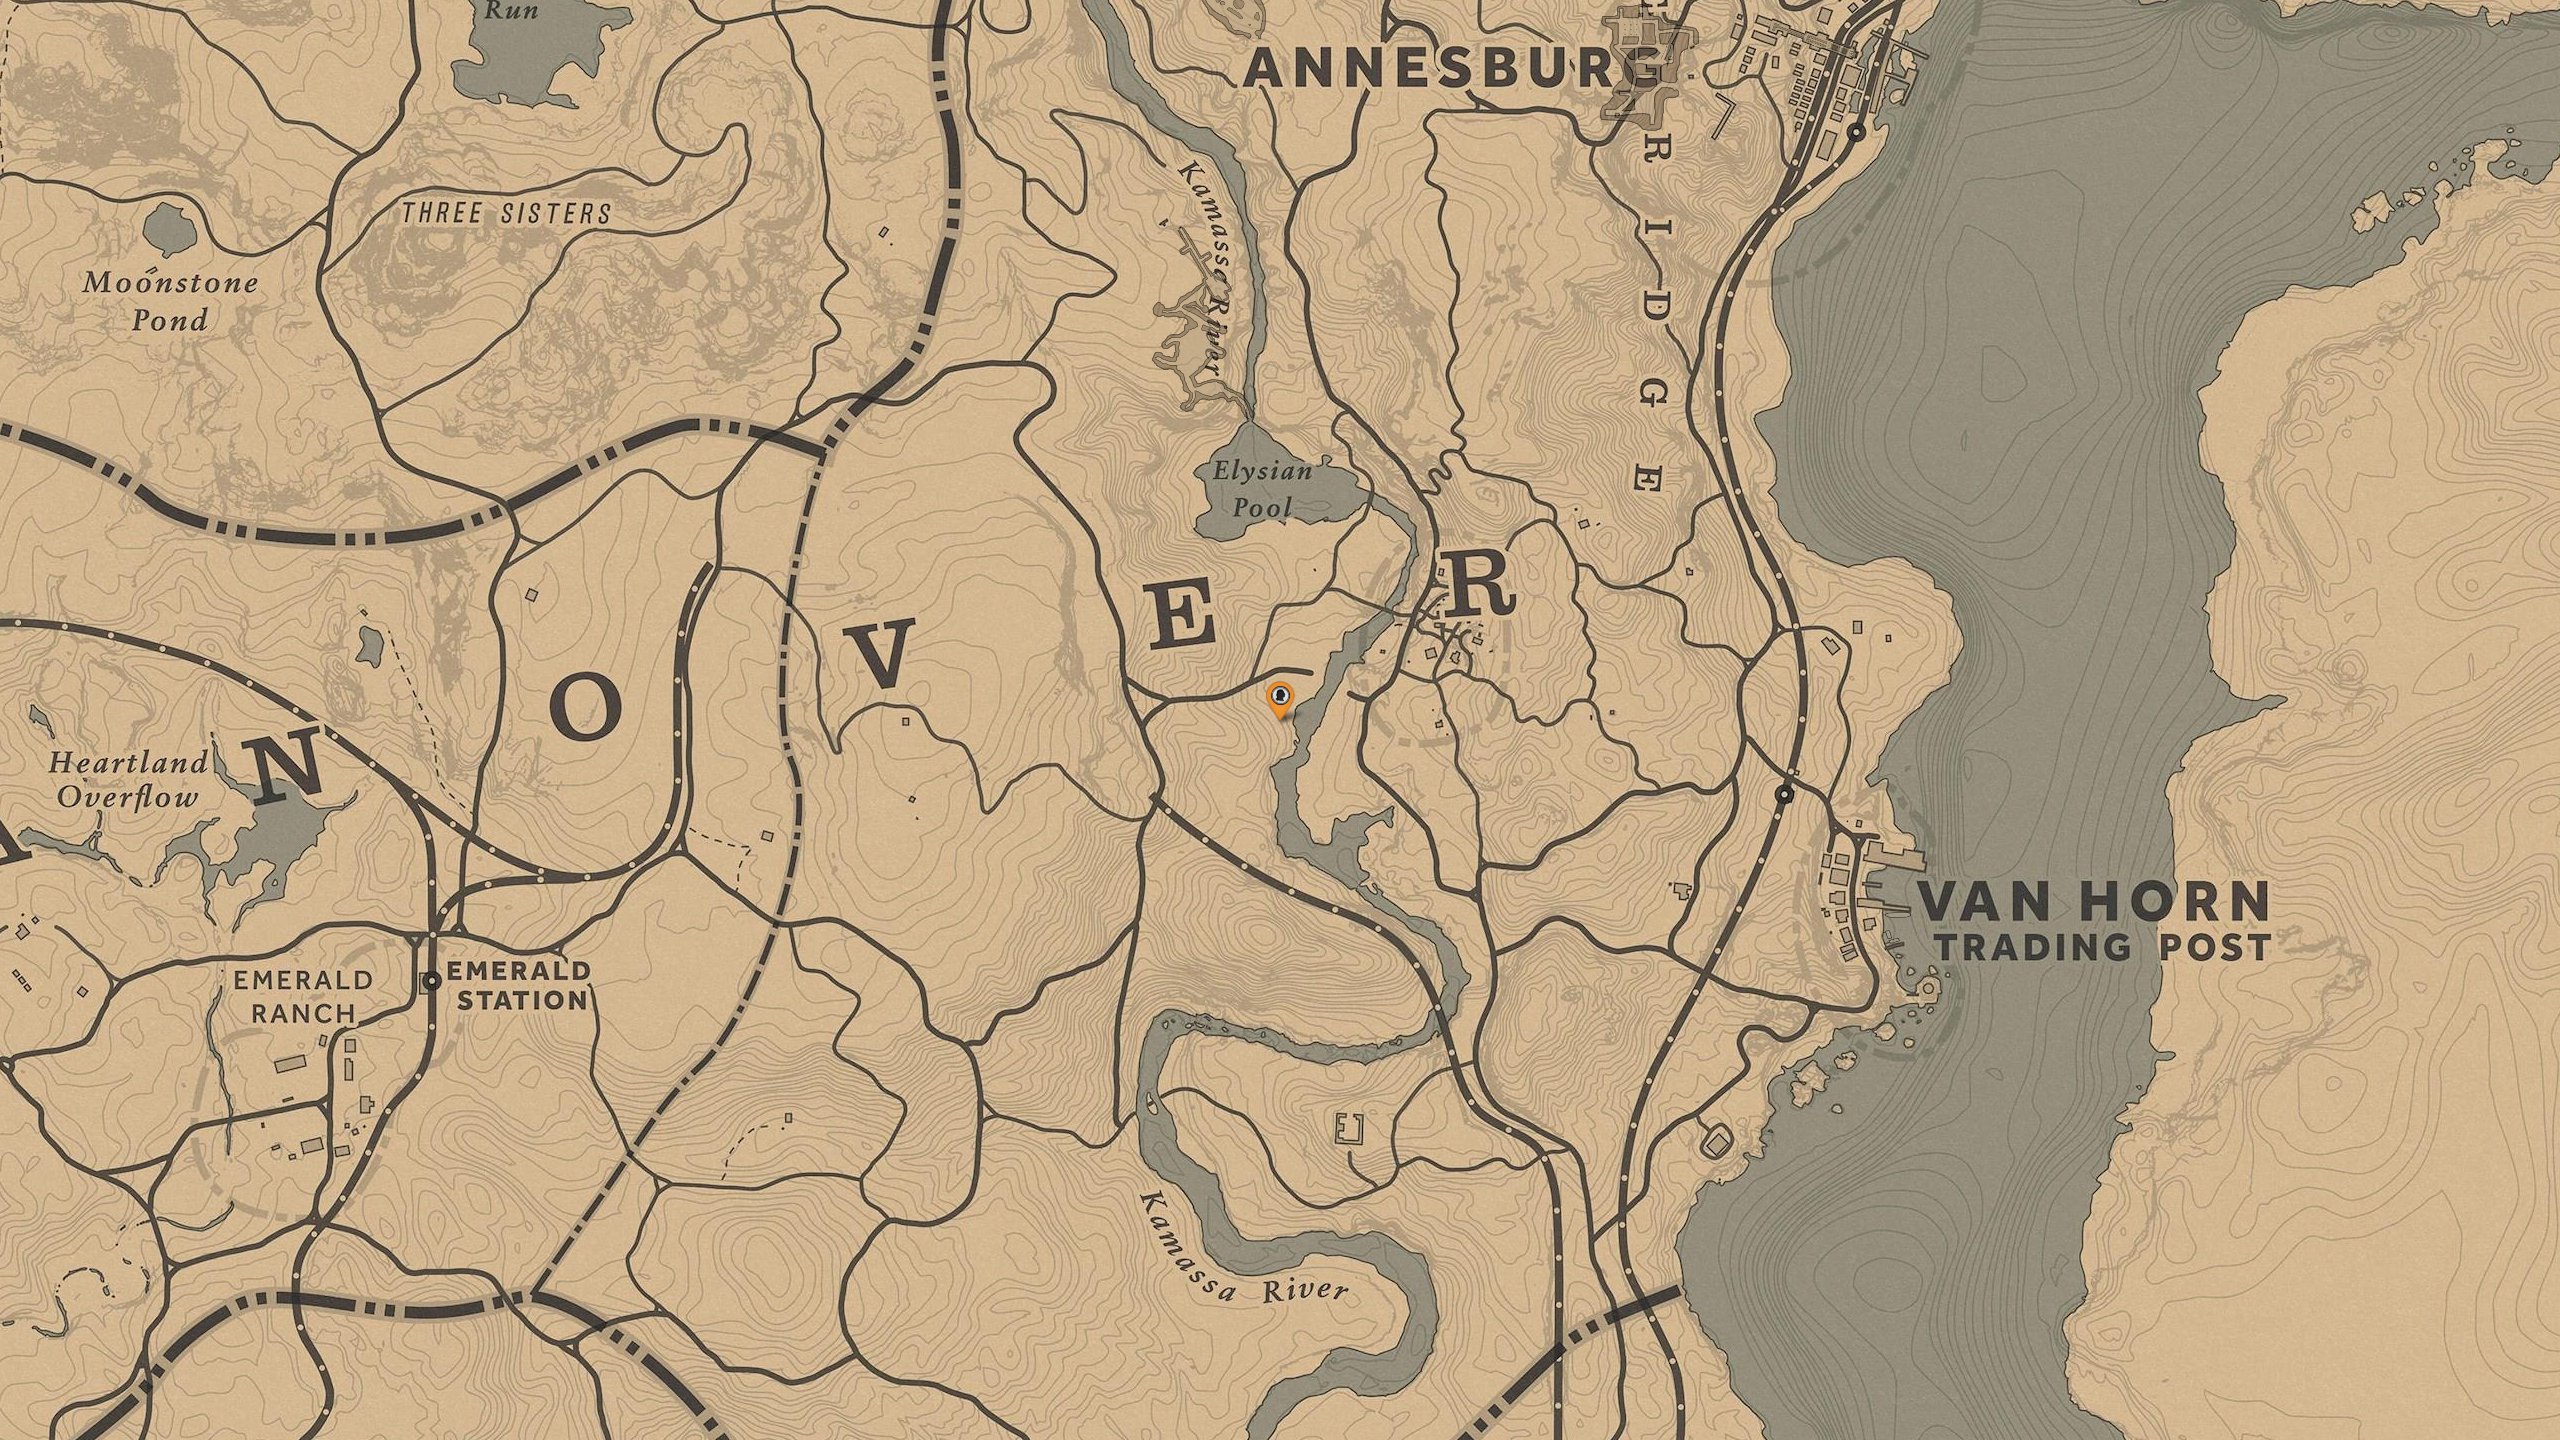 Run
ANNESBURG
R I D G E
Kamassa River
THREE SISTERS
Moonstone
Pond
Elysian
Pool
N O V E R
Heartland
Overflow
VAN HORN
TRADING POST
EMERALD
RANCH
EMERALD
STATION
Kamassa River